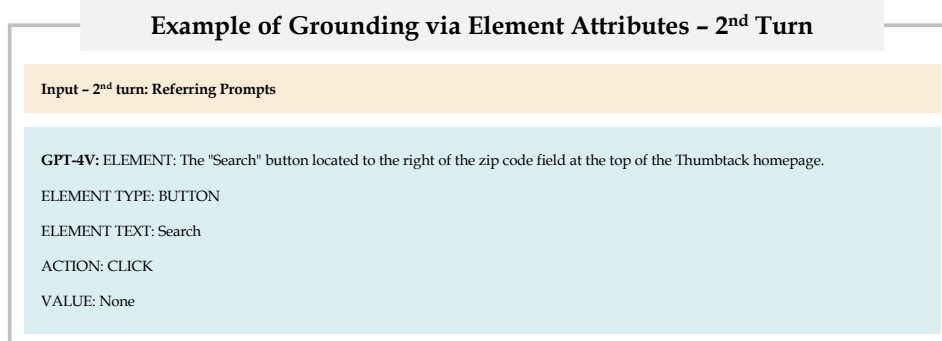 Example of Grounding via Element Attributes – 2nd Turn
Input – 2nd turn: Referring Prompts
GPT-4V: ELEMENT: The "Search" button located to the right of the zip code field at the top of the Thumbtack homepage.
ELEMENT TYPE: BUTTON
ELEMENT TEXT: Search
ACTION: CLICK
VALUE: None